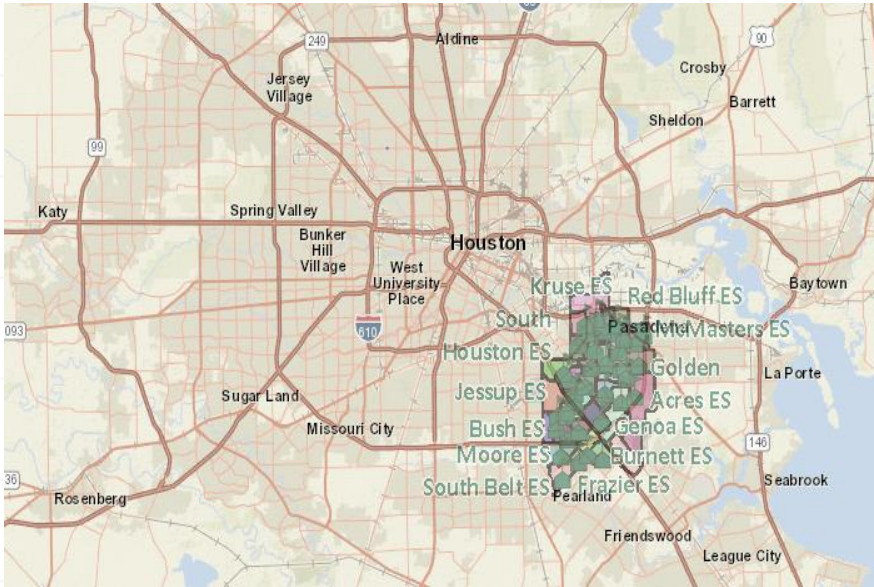 249
Aldine
90
Jersey
Village
Crosby
Barrett
Sheldon
99
Katy
Spring Valley
Bunker
Hill
Village
Houston
West
University
Place
Baytown
Kruse ES
Red Bluff ES
South
Pasadena
McMasters ES
093
610
Houston ES
Golden
La Porte
Jessup ES
Acres ES
Sugar Land
Missouri City
Bush ES
Genoa ES
146
Moore ES
Burnett ES
36
Rosenberg
South Belt ES
Frazier ES
Seabrook
Pearland
Friendswood
League City